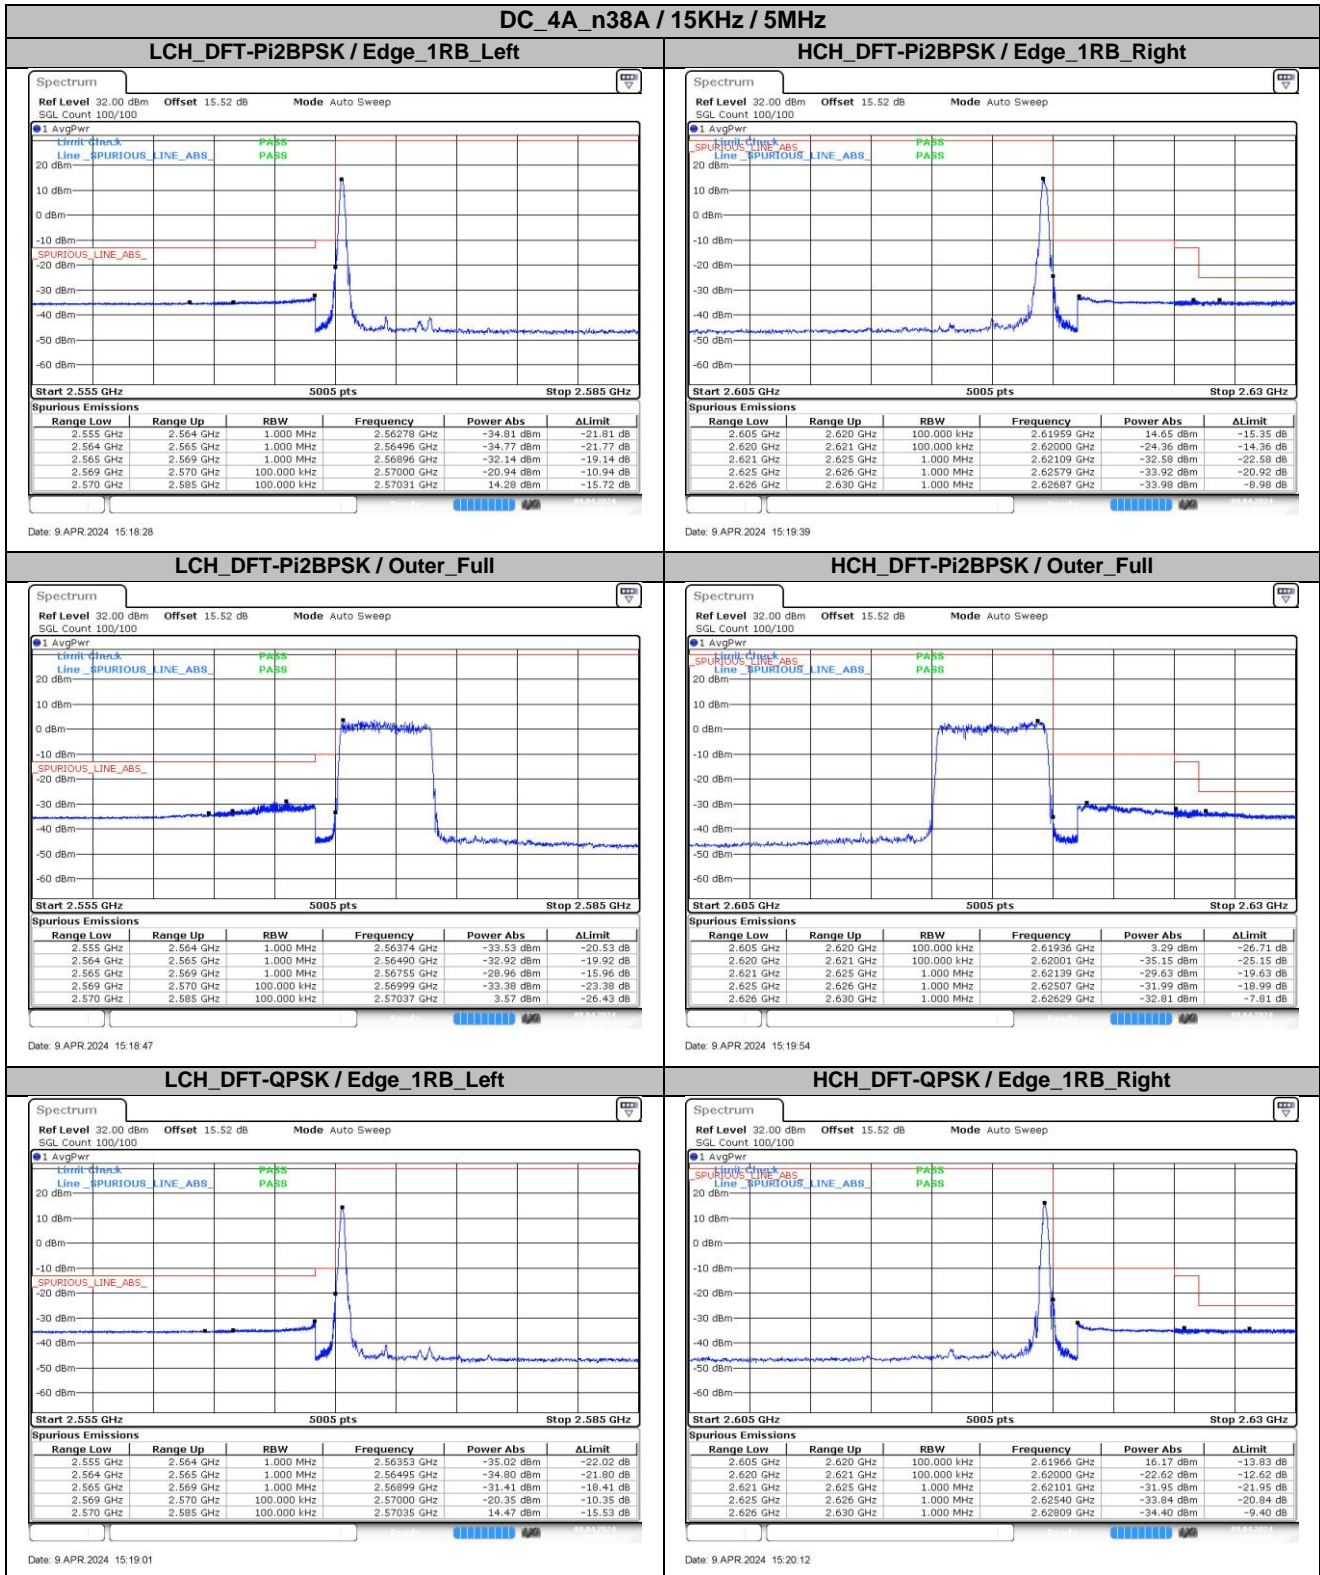 DC_4A_n38A / 15KHz / 5MHz
LCH_DFT-Pi2BPSK / Edge_1RB_Left
HCH_DFT-Pi2BPSK / Edge_1RB_Right
Spectrum
Ref Level 32.00 dBm Offset 15.52 dB Mode Auto Sweep
SGL Count 100/100
1 AvgPwr
Limit Check PASS
Line _SPURIOUS_LINE_ABS_ PASS
20 dBm
10 dBm
0 dBm
-10 dBm
_SPURIOUS_LINE_ABS_
-20 dBm
-30 dBm
-40 dBm
-50 dBm
-60 dBm
Start 2.555 GHz 5005 pts Stop 2.585 GHz
Spurious Emissions
Range Low Range Up RBW Frequency Power Abs ΔLimit
2.555 GHz 2.564 GHz 1.000 MHz 2.56278 GHz -34.81 dBm -21.81 dB
2.564 GHz 2.565 GHz 1.000 MHz 2.56496 GHz -34.77 dBm -21.77 dB
2.565 GHz 2.569 GHz 1.000 MHz 2.56896 GHz -32.14 dBm -19.14 dB
2.569 GHz 2.570 GHz 100.000 kHz 2.57000 GHz -20.94 dBm -10.94 dB
2.570 GHz 2.585 GHz 100.000 kHz 2.57031 GHz 14.28 dBm -15.72 dB
Date: 9.APR.2024 15:18:28
Spectrum
Ref Level 32.00 dBm Offset 15.52 dB Mode Auto Sweep
SGL Count 100/100
1 AvgPwr
Limit Check PASS
_SPURIOUS_LINE_ABS_
Line _SPURIOUS_LINE_ABS_ PASS
20 dBm
10 dBm
0 dBm
-10 dBm
-20 dBm
-30 dBm
-40 dBm
-50 dBm
-60 dBm
Start 2.605 GHz 5005 pts Stop 2.63 GHz
Spurious Emissions
Range Low Range Up RBW Frequency Power Abs ΔLimit
2.605 GHz 2.620 GHz 100.000 kHz 2.61959 GHz 14.65 dBm -15.35 dB
2.620 GHz 2.621 GHz 100.000 kHz 2.62000 GHz -24.36 dBm -14.36 dB
2.621 GHz 2.625 GHz 1.000 MHz 2.62109 GHz -32.58 dBm -22.58 dB
2.625 GHz 2.626 GHz 1.000 MHz 2.62579 GHz -33.92 dBm -20.92 dB
2.626 GHz 2.630 GHz 1.000 MHz 2.62687 GHz -33.98 dBm -8.98 dB
Date: 9.APR.2024 15:19:39
LCH_DFT-Pi2BPSK / Outer_Full
HCH_DFT-Pi2BPSK / Outer_Full
Spectrum
Ref Level 32.00 dBm Offset 15.52 dB Mode Auto Sweep
SGL Count 100/100
1 AvgPwr
Limit Check PASS
Line _SPURIOUS_LINE_ABS_ PASS
20 dBm
10 dBm
0 dBm
-10 dBm
_SPURIOUS_LINE_ABS_
-20 dBm
-30 dBm
-40 dBm
-50 dBm
-60 dBm
Start 2.555 GHz 5005 pts Stop 2.585 GHz
Spurious Emissions
Range Low Range Up RBW Frequency Power Abs ΔLimit
2.555 GHz 2.564 GHz 1.000 MHz 2.56374 GHz -33.53 dBm -20.53 dB
2.564 GHz 2.565 GHz 1.000 MHz 2.56490 GHz -32.92 dBm -19.92 dB
2.565 GHz 2.569 GHz 1.000 MHz 2.56755 GHz -28.96 dBm -15.96 dB
2.569 GHz 2.570 GHz 100.000 kHz 2.56999 GHz -33.38 dBm -23.38 dB
2.570 GHz 2.585 GHz 100.000 kHz 2.57037 GHz 3.57 dBm -26.43 dB
Date: 9.APR.2024 15:18:47
Spectrum
Ref Level 32.00 dBm Offset 15.52 dB Mode Auto Sweep
SGL Count 100/100
1 AvgPwr
Limit Check PASS
_SPURIOUS_LINE_ABS_
Line _SPURIOUS_LINE_ABS_ PASS
20 dBm
10 dBm
0 dBm
-10 dBm
-20 dBm
-30 dBm
-40 dBm
-50 dBm
-60 dBm
Start 2.605 GHz 5005 pts Stop 2.63 GHz
Spurious Emissions
Range Low Range Up RBW Frequency Power Abs ΔLimit
2.605 GHz 2.620 GHz 100.000 kHz 2.61936 GHz 3.29 dBm -26.71 dB
2.620 GHz 2.621 GHz 100.000 kHz 2.62001 GHz -35.15 dBm -25.15 dB
2.621 GHz 2.625 GHz 1.000 MHz 2.62139 GHz -29.63 dBm -19.63 dB
2.625 GHz 2.626 GHz 1.000 MHz 2.62507 GHz -31.99 dBm -18.99 dB
2.626 GHz 2.630 GHz 1.000 MHz 2.62629 GHz -32.81 dBm -7.81 dB
Date: 9.APR.2024 15:19:54
LCH_DFT-QPSK / Edge_1RB_Left
HCH_DFT-QPSK / Edge_1RB_Right
Spectrum
Ref Level 32.00 dBm Offset 15.52 dB Mode Auto Sweep
SGL Count 100/100
1 AvgPwr
Limit Check PASS
Line _SPURIOUS_LINE_ABS_ PASS
20 dBm
10 dBm
0 dBm
-10 dBm
_SPURIOUS_LINE_ABS_
-20 dBm
-30 dBm
-40 dBm
-50 dBm
-60 dBm
Start 2.555 GHz 5005 pts Stop 2.585 GHz
Spurious Emissions
Range Low Range Up RBW Frequency Power Abs ΔLimit
2.555 GHz 2.564 GHz 1.000 MHz 2.56353 GHz -35.02 dBm -22.02 dB
2.564 GHz 2.565 GHz 1.000 MHz 2.56495 GHz -34.80 dBm -21.80 dB
2.565 GHz 2.569 GHz 1.000 MHz 2.56899 GHz -31.41 dBm -18.41 dB
2.569 GHz 2.570 GHz 100.000 kHz 2.57000 GHz -20.35 dBm -10.35 dB
2.570 GHz 2.585 GHz 100.000 kHz 2.57035 GHz 14.47 dBm -15.53 dB
Date: 9.APR.2024 15:19:01
Spectrum
Ref Level 32.00 dBm Offset 15.52 dB Mode Auto Sweep
SGL Count 100/100
1 AvgPwr
Limit Check PASS
_SPURIOUS_LINE_ABS_
Line _SPURIOUS_LINE_ABS_ PASS
20 dBm
10 dBm
0 dBm
-10 dBm
-20 dBm
-30 dBm
-40 dBm
-50 dBm
-60 dBm
Start 2.605 GHz 5005 pts Stop 2.63 GHz
Spurious Emissions
Range Low Range Up RBW Frequency Power Abs ΔLimit
2.605 GHz 2.620 GHz 100.000 kHz 2.61966 GHz 16.17 dBm -13.83 dB
2.620 GHz 2.621 GHz 100.000 kHz 2.62000 GHz -22.62 dBm -12.62 dB
2.621 GHz 2.625 GHz 1.000 MHz 2.62101 GHz -31.95 dBm -21.95 dB
2.625 GHz 2.626 GHz 1.000 MHz 2.62540 GHz -33.84 dBm -20.84 dB
2.626 GHz 2.630 GHz 1.000 MHz 2.62809 GHz -34.40 dBm -9.40 dB
Date: 9.APR.2024 15:20:12